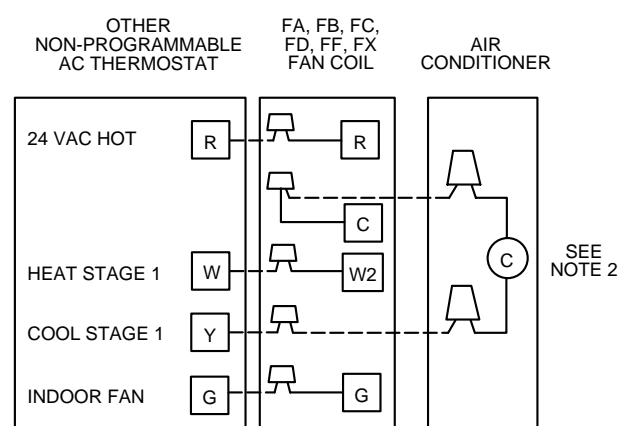 OTHER
NON-PROGRAMMABLE
AC THERMOSTAT
FA, FB, FC,
FD, FF, FX
FAN COIL
AIR
CONDITIONER
24 VAC HOT
R
R
C
HEAT STAGE 1
W
W2
C
SEE
NOTE 2
COOL STAGE 1
Y
INDOOR FAN
G
G